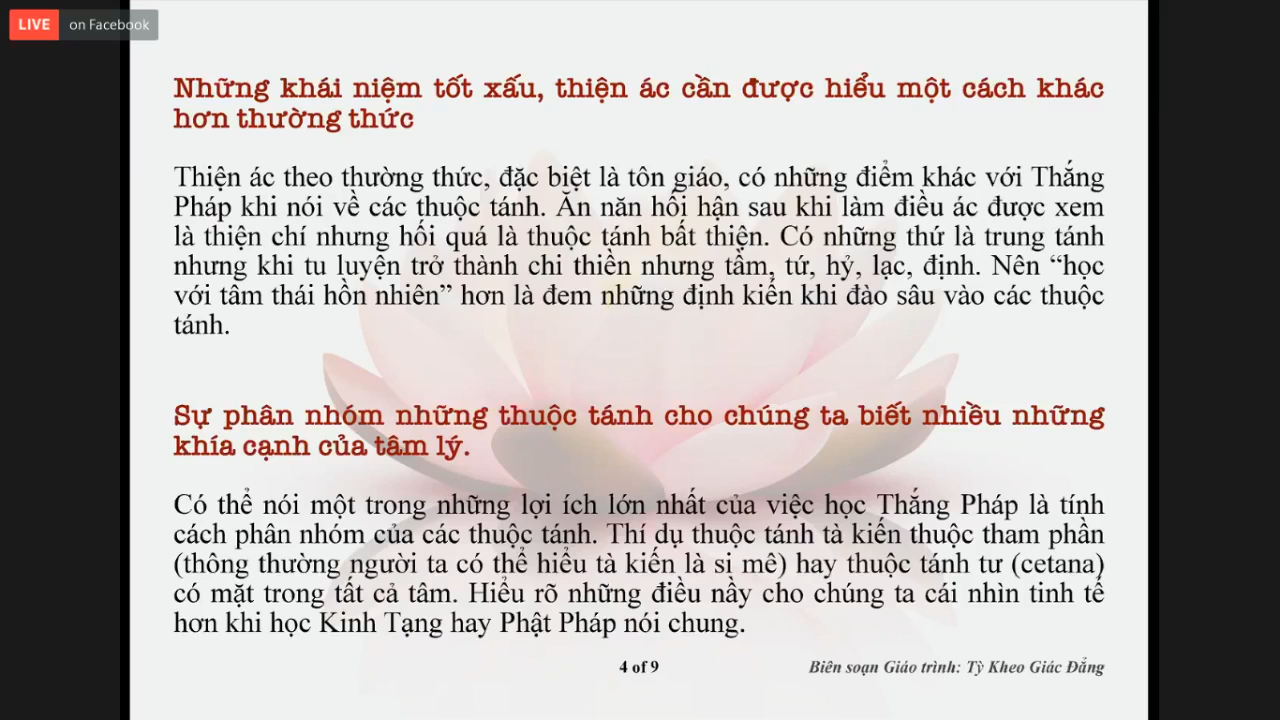 LIVE on Facebook
Những khái niệm tốt xấu, thiện ác cần được hiểu một cách khác
hơn thường thức
Thiện ác theo thường thức, đặc biệt là tôn giáo, có những điểm khác với Thắng
Pháp khi nói về các thuộc tánh. Ăn năn hối hận sau khi làm điều ác được xem
là thiện chí nhưng hối quá là thuộc tánh bất thiện. Có những thứ là trung tánh
nhưng khi tu luyện trở thành chi thiền nhưng tầm, tứ, hỷ, lạc, định. Nên “học
với tâm thái hồn nhiên” hơn là đem những định kiến khi đào sâu vào các thuộc
tánh.
Sự phân nhóm những thuộc tánh cho chúng ta biết nhiều những
khía cạnh của tâm lý.
Có thể nói một trong những lợi ích lớn nhất của việc học Thắng Pháp là tính
cách phân nhóm của các thuộc tánh. Thí dụ thuộc tánh tà kiến thuộc tham phần
(thông thường người ta có thể hiểu tà kiến là si mê) hay thuộc tánh tư (cetana)
có mặt trong tất cả tâm. Hiểu rõ những điều nầy cho chúng ta cái nhìn tinh tế
hơn khi học Kinh Tạng hay Phật Pháp nói chung.
4 of 9
Biên soạn Giáo trình: Tỳ Kheo Giác Đẳng